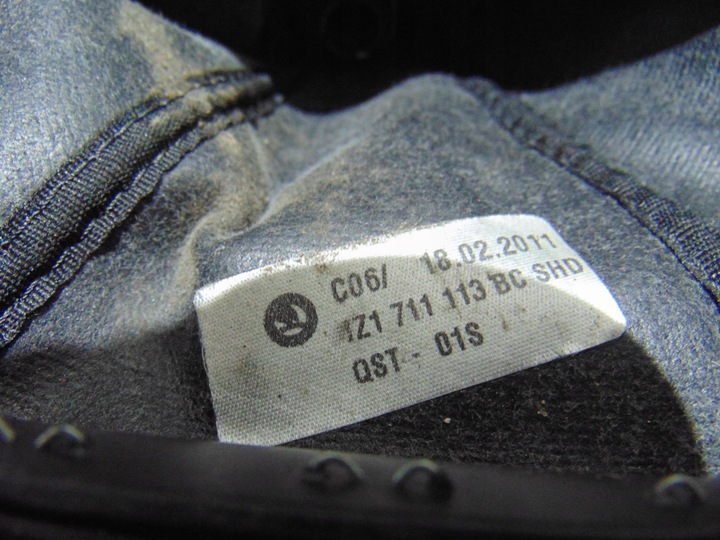 C06/ 18.02.2011
1Z1 711 113 BC SHD
QST - 01S